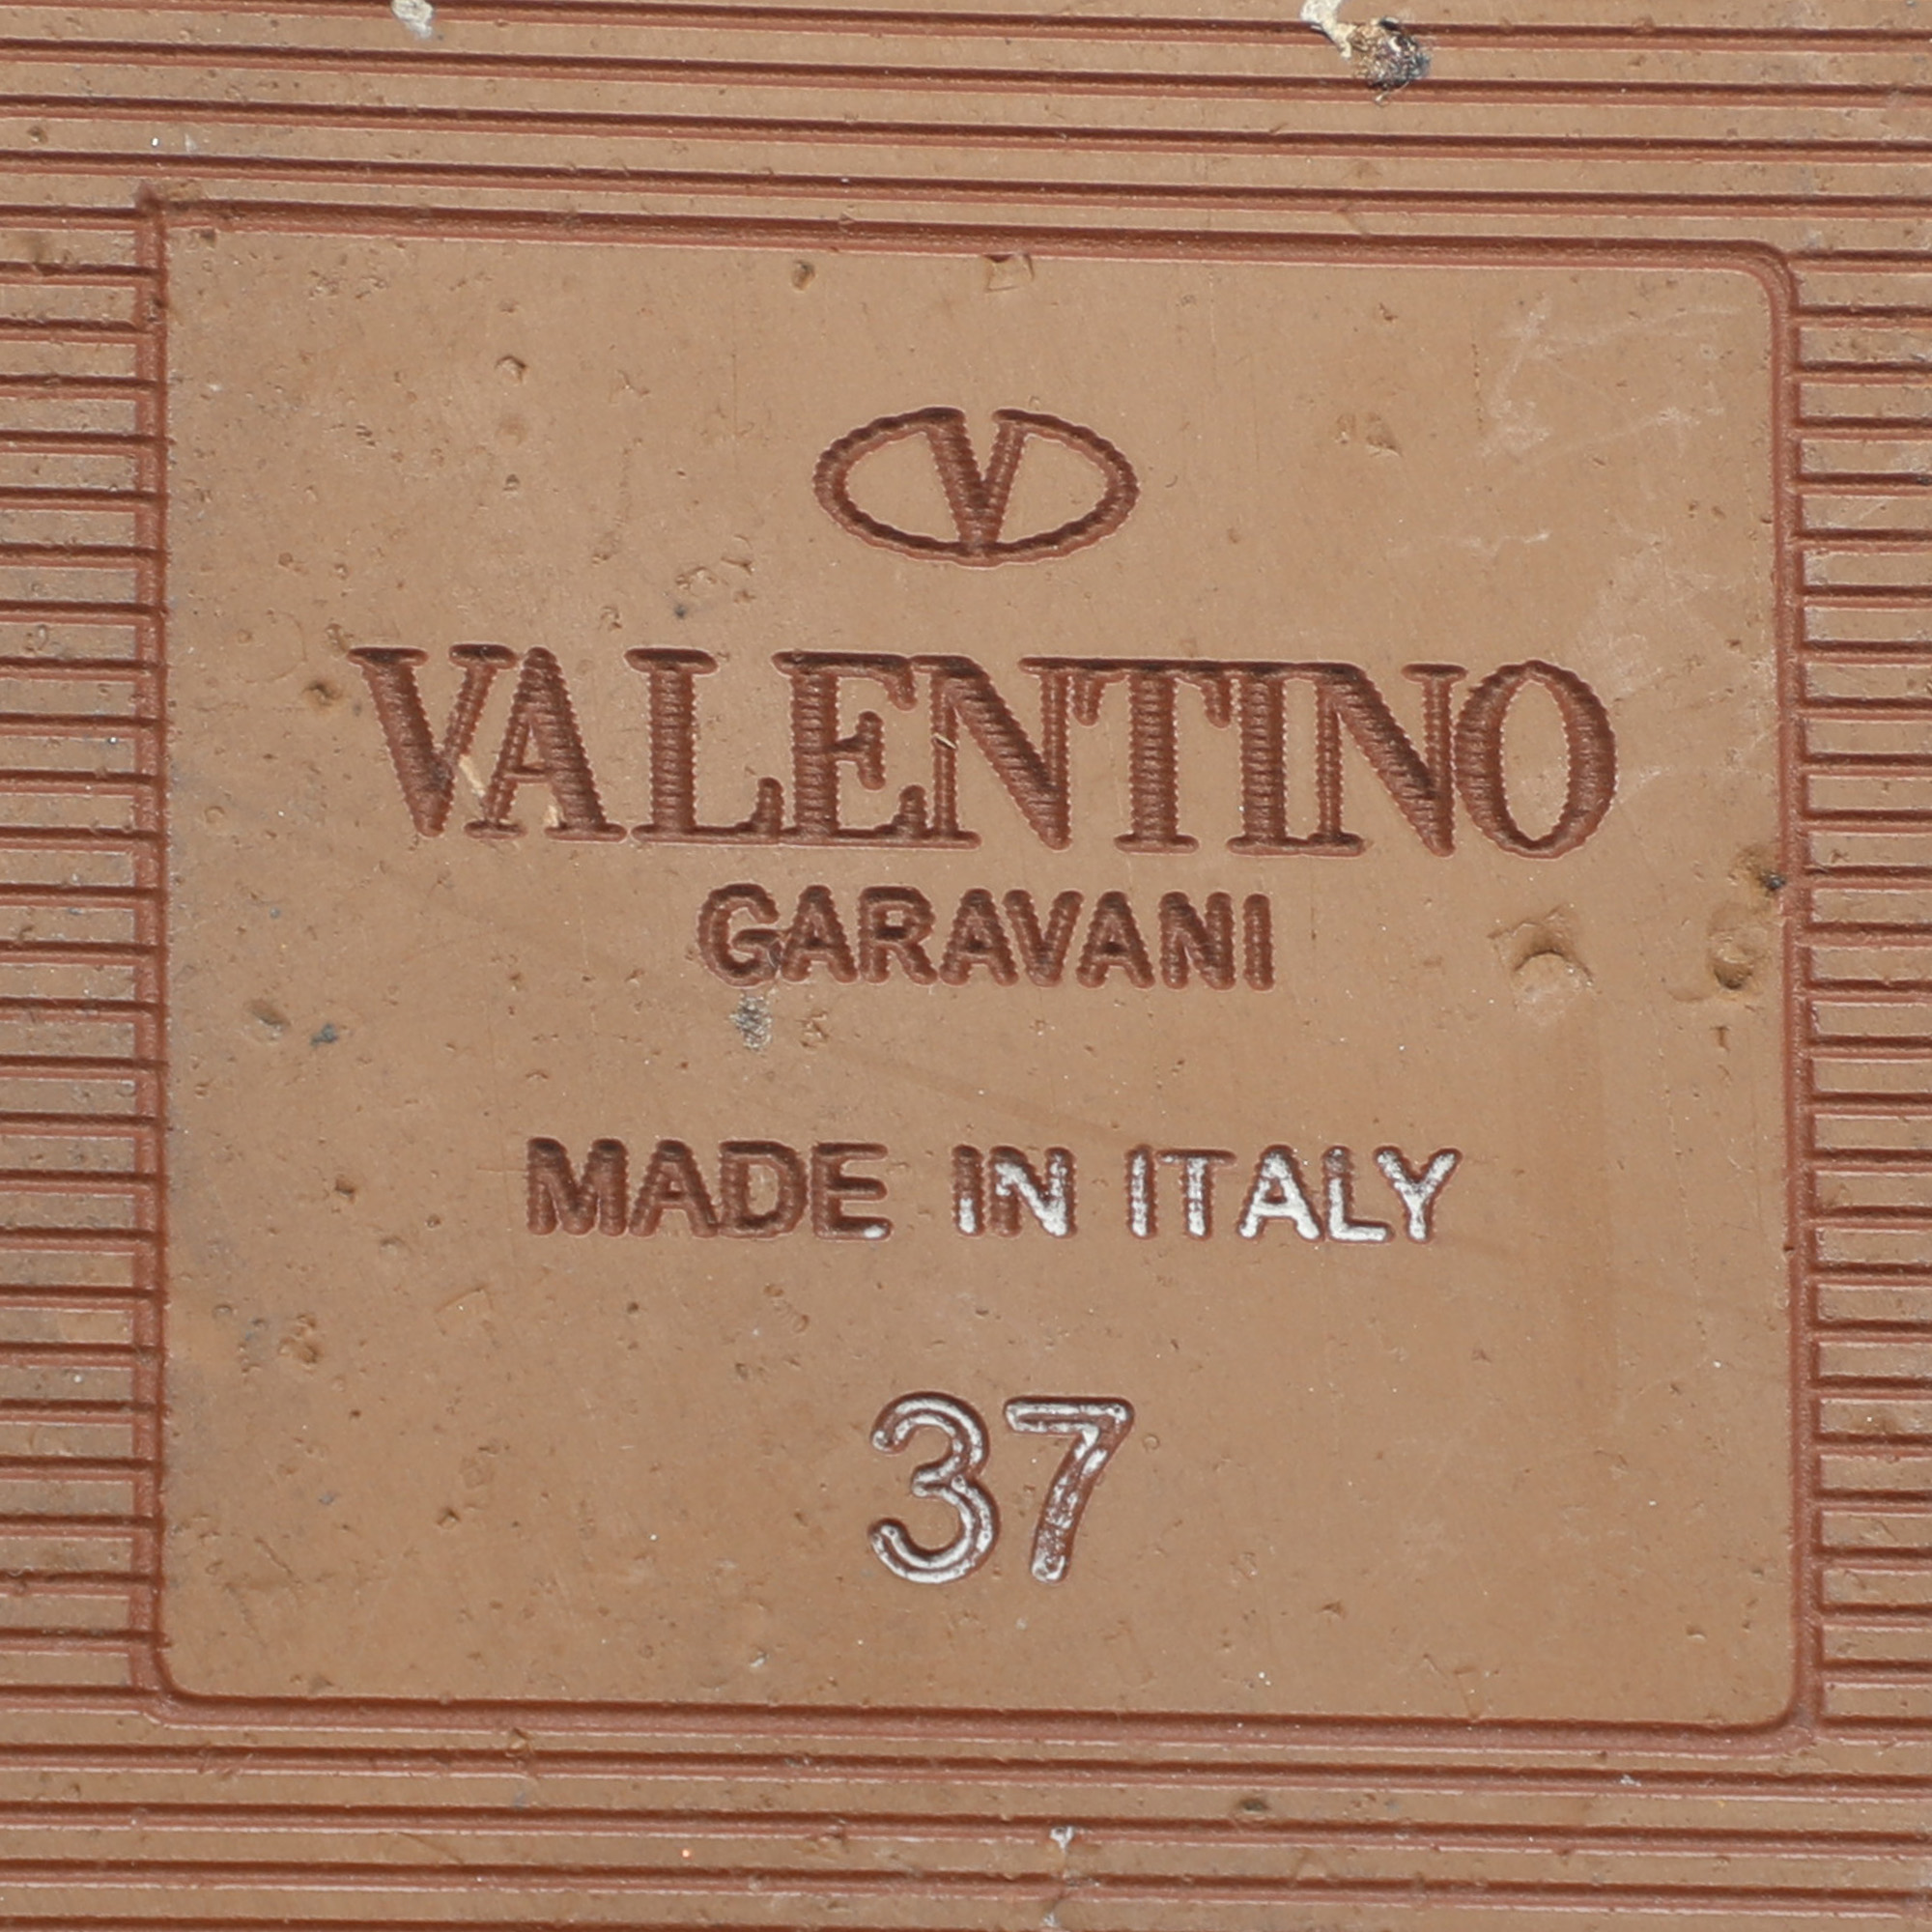 V
VALENTINO
GARAVANI
MADE IN ITALY
37